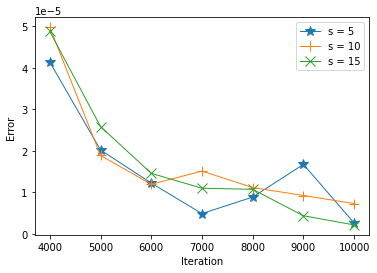 1e−5
5
4
3
2
1
0
Error
4000 5000 6000 7000 8000 9000 10000
Iteration
s = 5
s = 10
s = 15